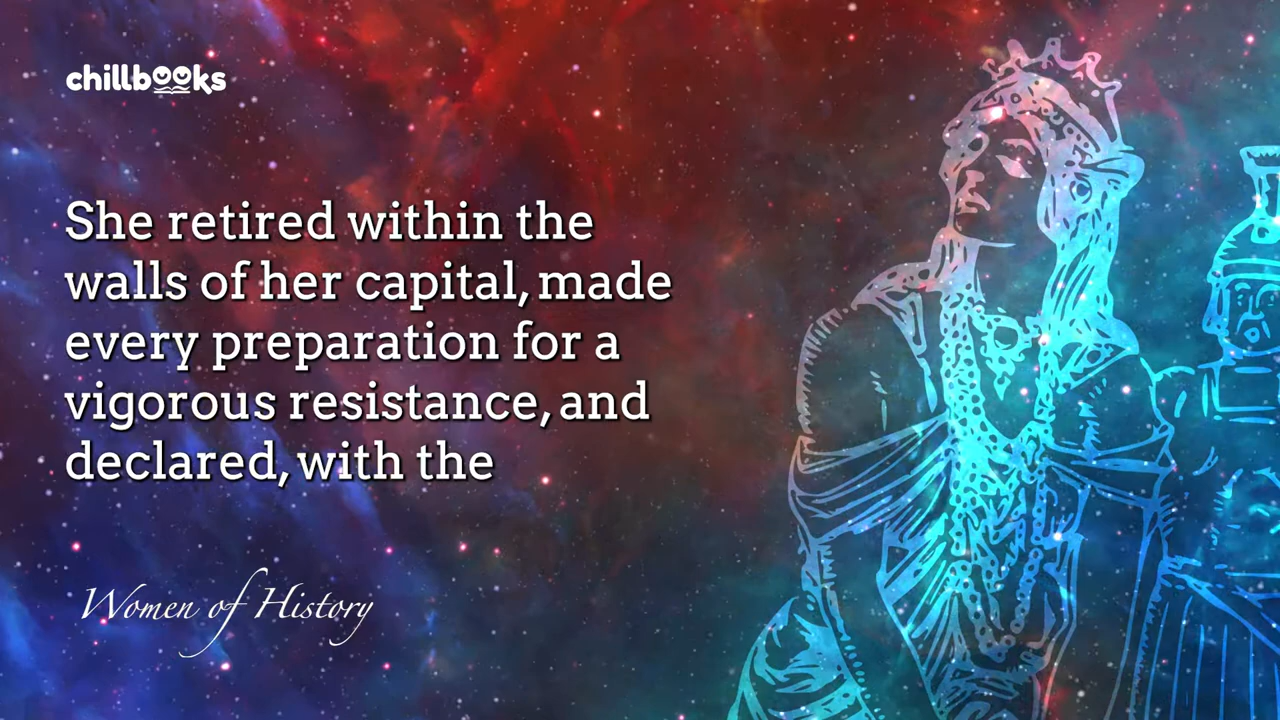 chillbooks
She retired within the
walls of her capital, made
every preparation for a
vigorous resistance, and
declared, with the
Women of History